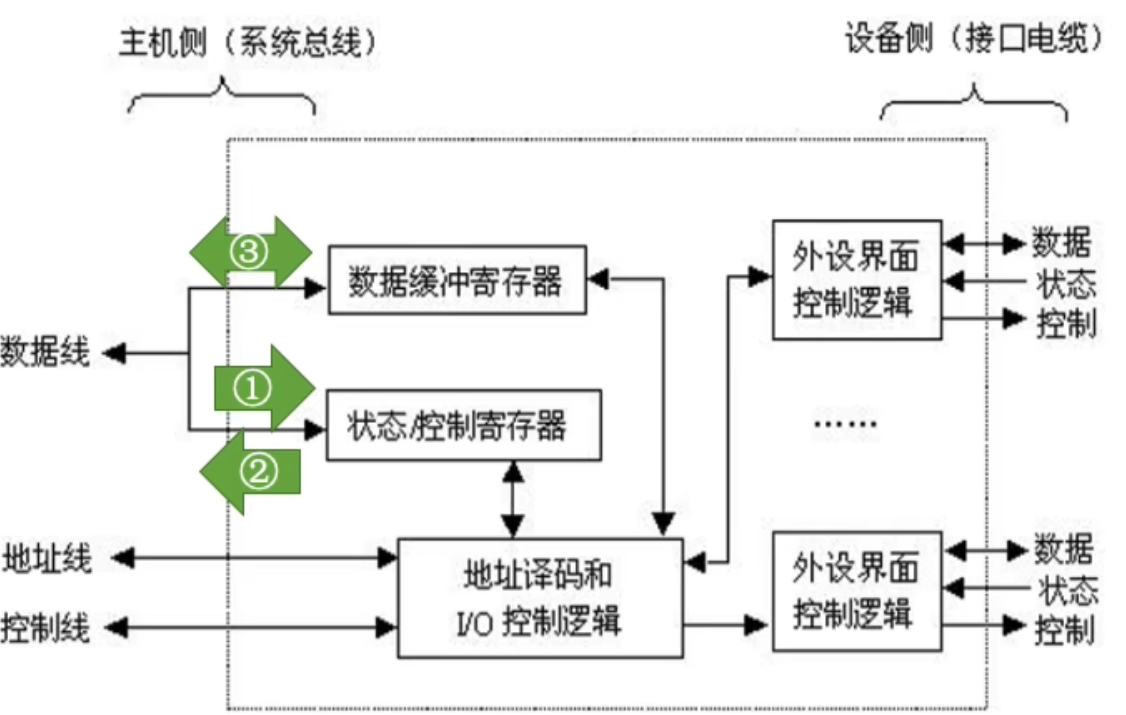 主机侧（系统总线）
设备侧（接口电缆）
③
数据缓冲寄存器
外设界面
控制逻辑
数据
状态
控制
数据线
①
状态/控制寄存器
②
……
地址线
控制线
地址译码和
I/O 控制逻辑
外设界面
控制逻辑
数据
状态
控制